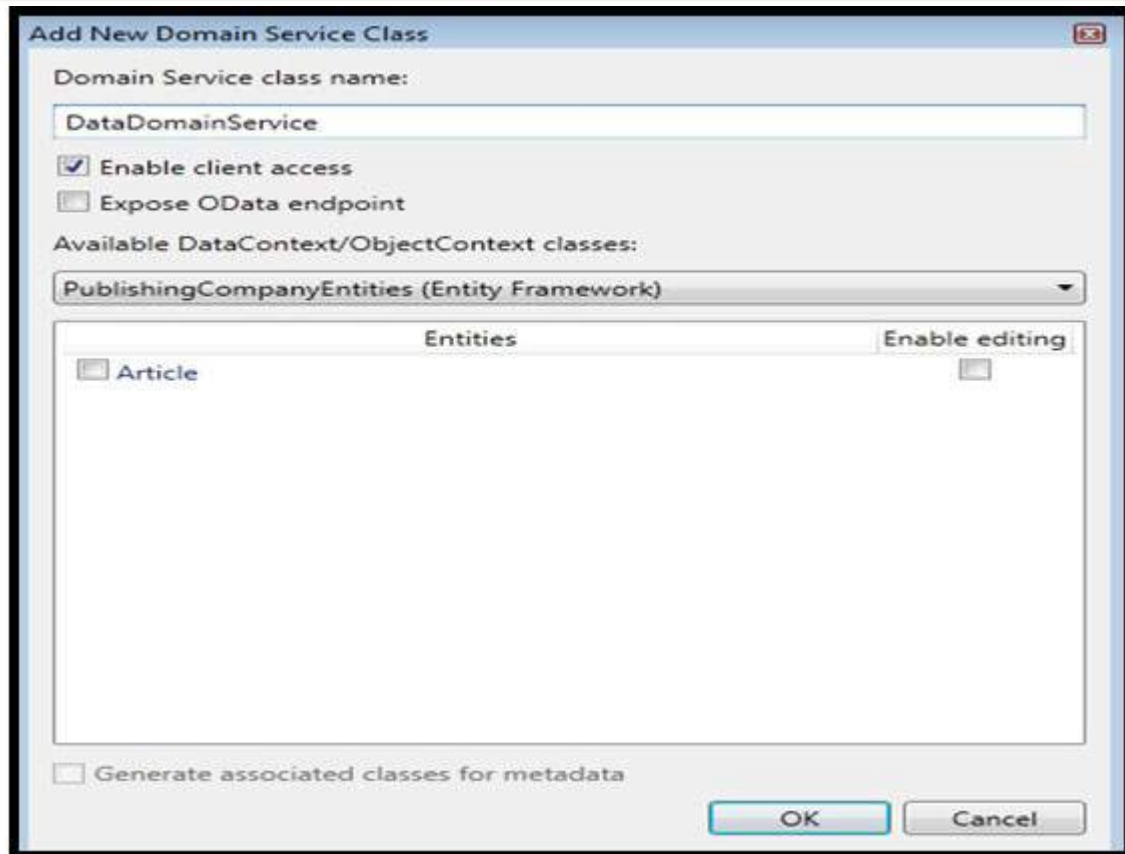 Add New Domain Service Class
Domain Service class name:
DataDomainService
Enable client access
Expose OData endpoint
Available DataContext/ObjectContext classes:
PublishingCompanyEntities (Entity Framework)
Entities Enable editing
Article
Generate associated classes for metadata
OK Cancel